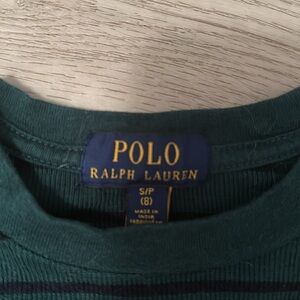 POLO
RALPH LAUREN
S/P
(8)
MADE IN
INDIA